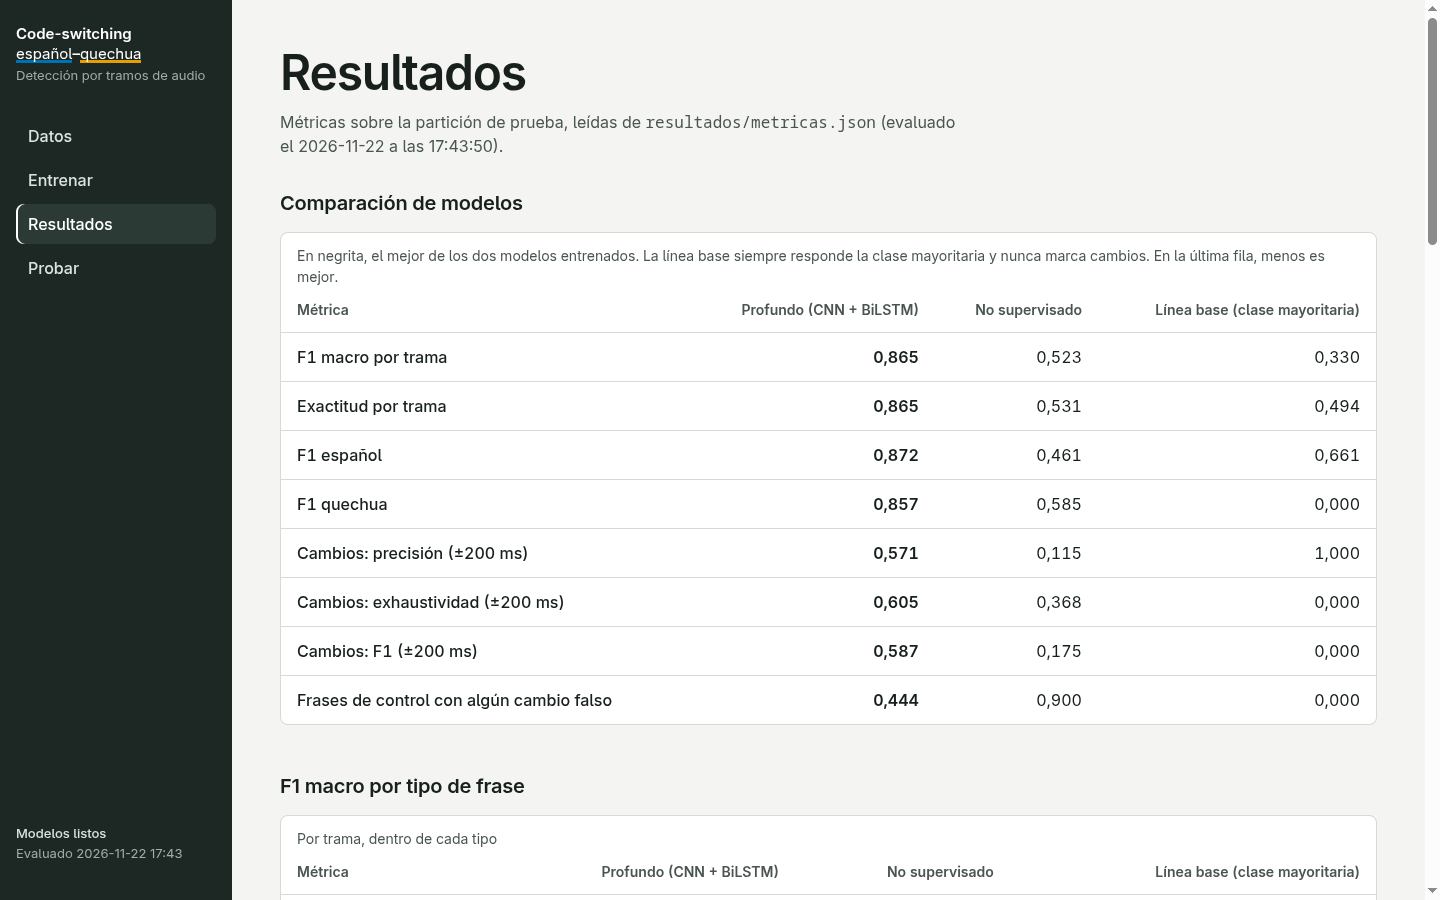 Code-switching
español–quechua
Detección por tramos de audio
Datos
Entrenar
Resultados
Probar
Modelos listos
Evaluado 2026-11-22 17:43
Resultados
Métricas sobre la partición de prueba, leídas de resultados/metricas.json (evaluado
el 2026-11-22 a las 17:43:50).
Comparación de modelos
En negrita, el mejor de los dos modelos entrenados. La línea base siempre responde la clase mayoritaria y nunca marca cambios. En la última fila, menos es
mejor.
Métrica Profundo (CNN + BiLSTM) No supervisado Línea base (clase mayoritaria)
F1 macro por trama 0,865 0,523 0,330
Exactitud por trama 0,865 0,531 0,494
F1 español 0,872 0,461 0,661
F1 quechua 0,857 0,585 0,000
Cambios: precisión (±200 ms) 0,571 0,115 1,000
Cambios: exhaustividad (±200 ms) 0,605 0,368 0,000
Cambios: F1 (±200 ms) 0,587 0,175 0,000
Frases de control con algún cambio falso 0,444 0,900 0,000
F1 macro por tipo de frase
Por trama, dentro de cada tipo
Métrica Profundo (CNN + BiLSTM) No supervisado Línea base (clase mayoritaria)